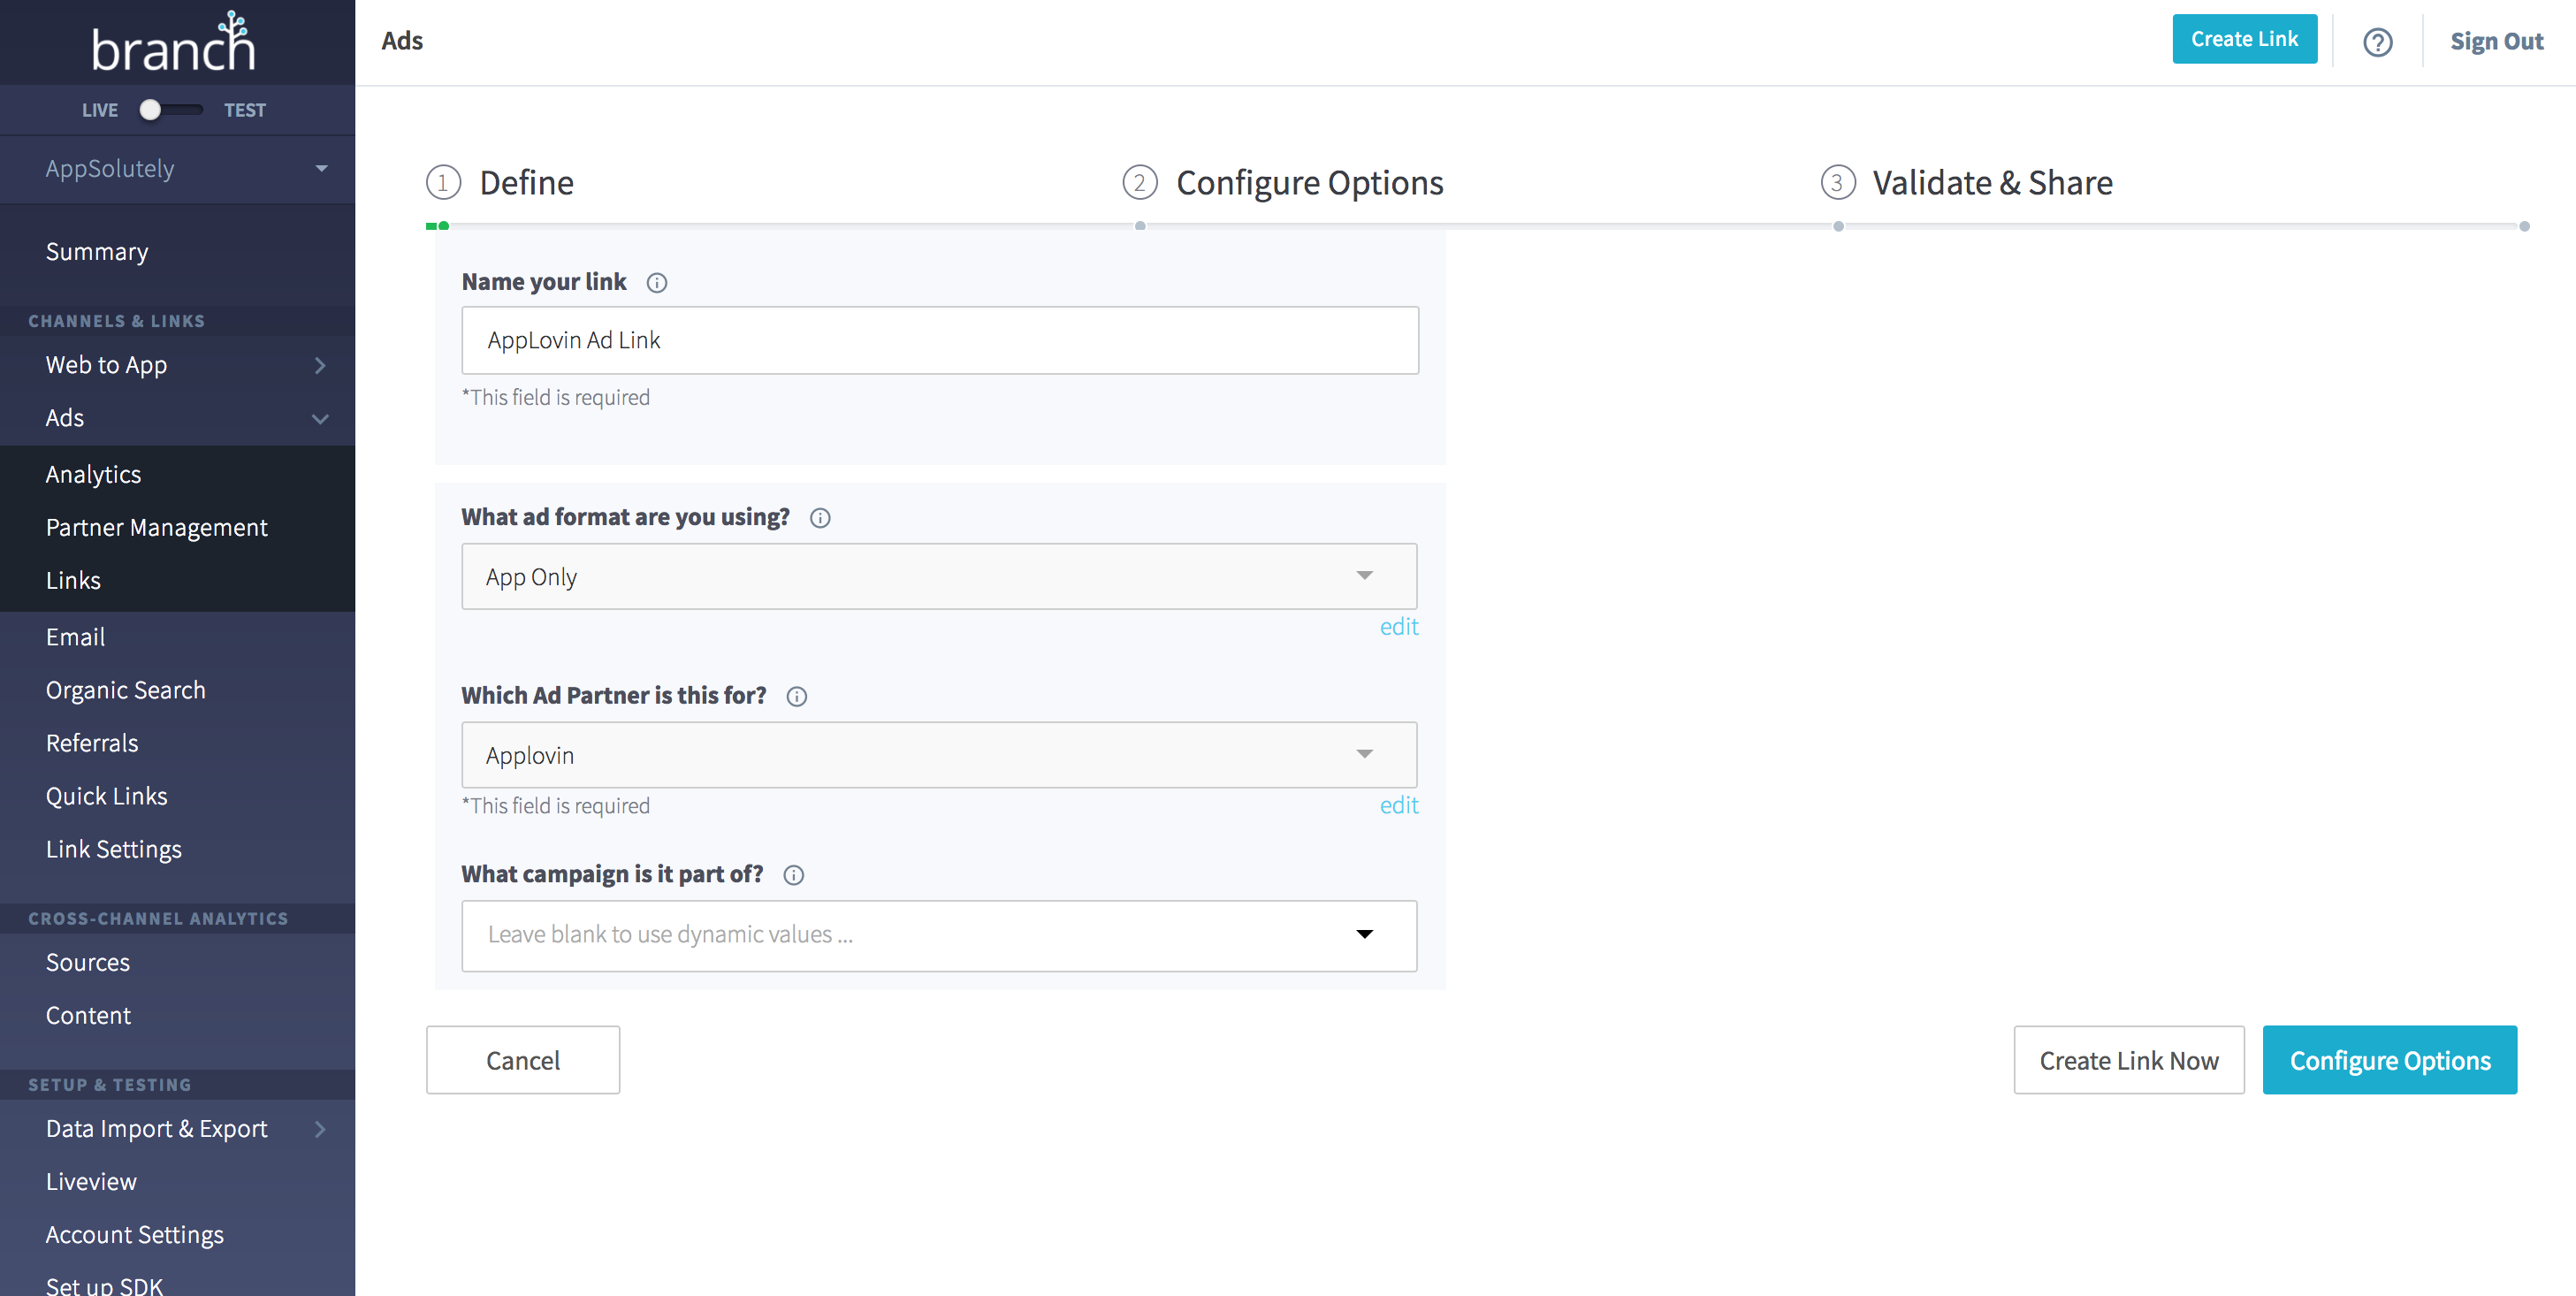 branch
LIVE TEST
AppSolutely
Summary
CHANNELS & LINKS
Web to App
Ads
Analytics
Partner Management
Links
Email
Organic Search
Referrals
Quick Links
Link Settings
CROSS-CHANNEL ANALYTICS
Sources
Content
SETUP & TESTING
Data Import & Export
Liveview
Account Settings
Set up SDK
Ads
Create Link
?
Sign Out
1 Define
2 Configure Options
3 Validate & Share
Name your link
AppLovin Ad Link
*This field is required
What ad format are you using?
App Only
edit
Which Ad Partner is this for?
Applovin
*This field is required
edit
What campaign is it part of?
Leave blank to use dynamic values ...
Cancel
Create Link Now
Configure Options